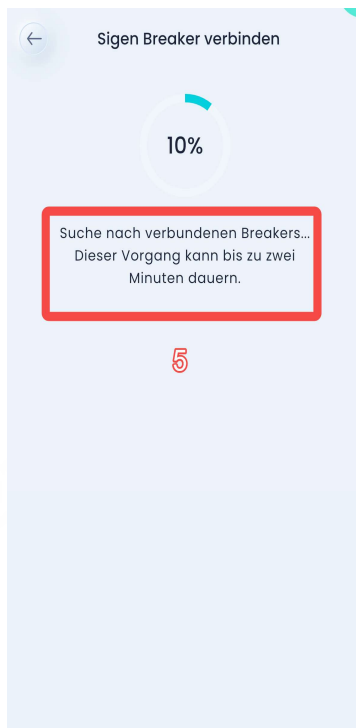 Sigen Breaker verbinden
10%
Suche nach verbundenen Breakers...
Dieser Vorgang kann bis zu zwei
Minuten dauern.
5